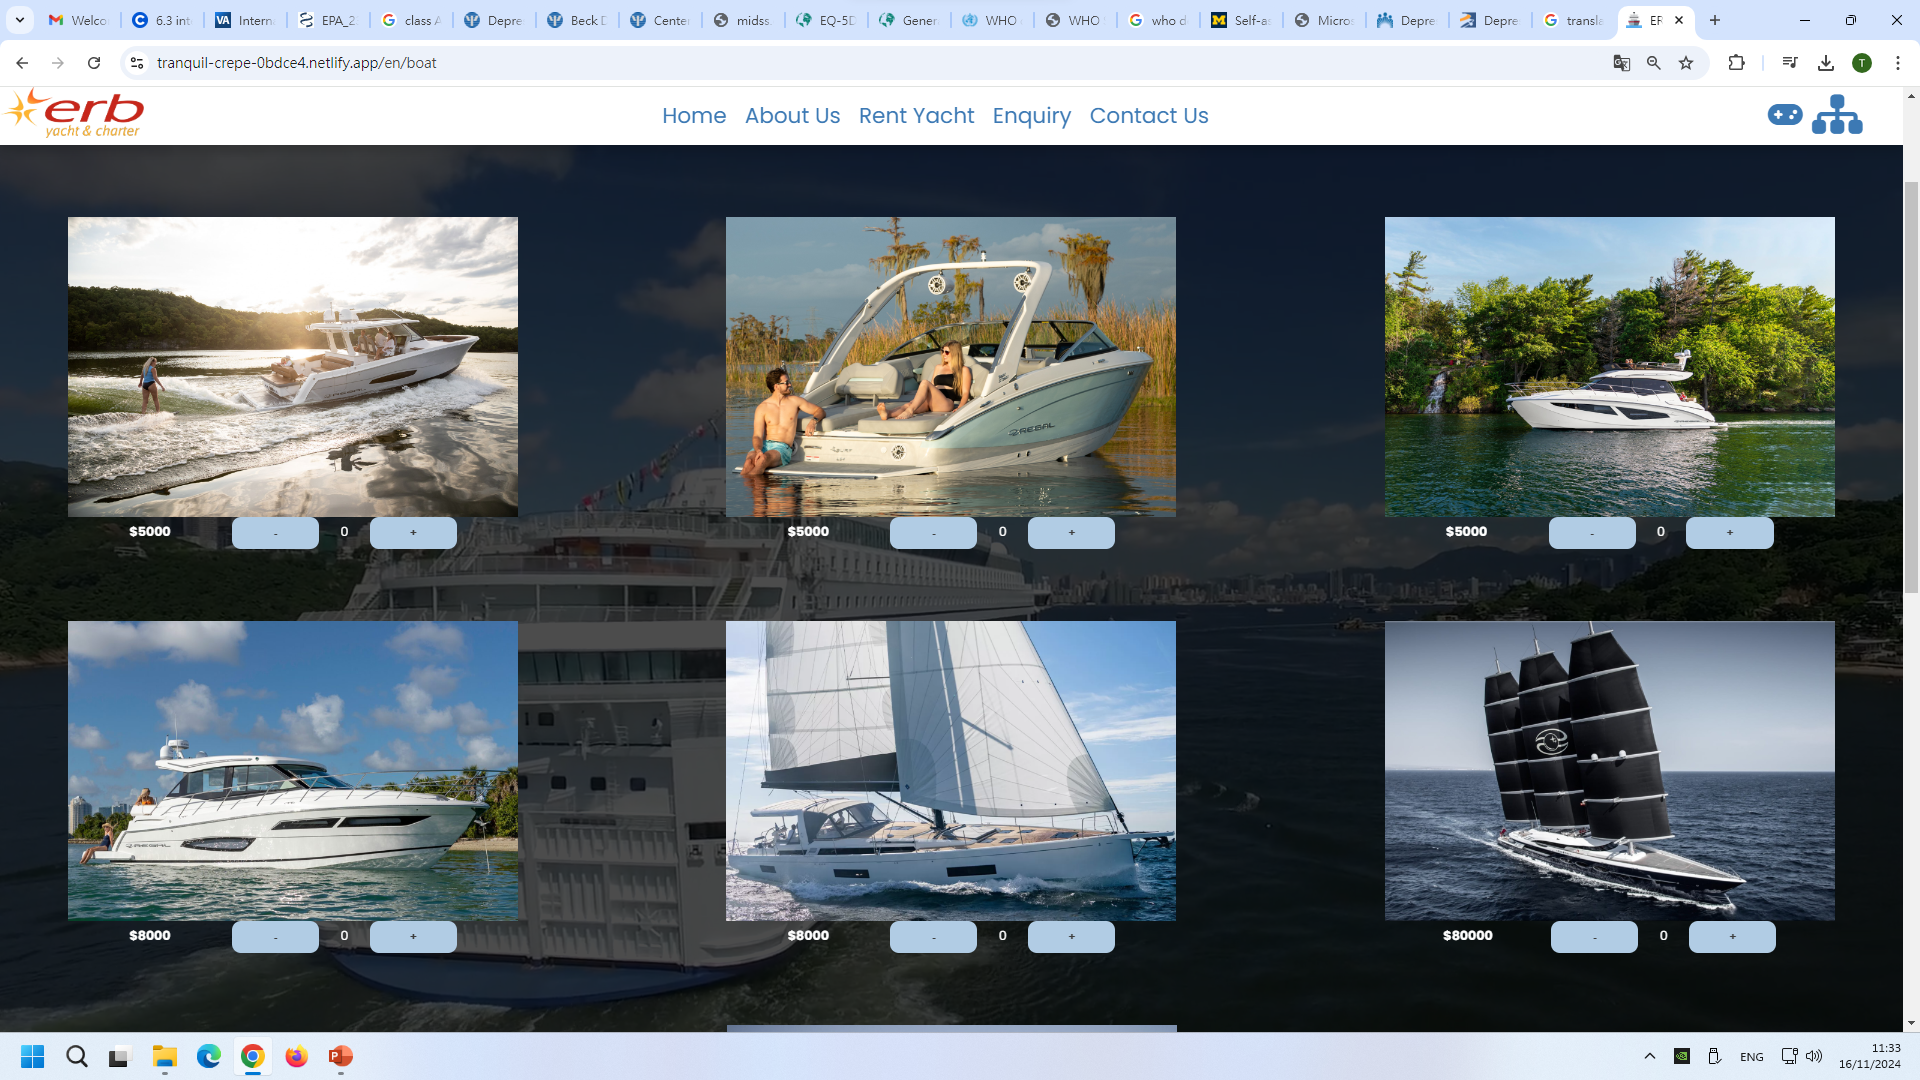 Welco
6.3 int
Intern
EPA_2
class A
Depre
Beck D
Center
midss.
EQ-5D
Gener
WHO
WHO
who d
Self-a
Micros
Depre
Depre
transla
ER
tranquil-crepe-0bdce4.netlify.app/en/boat
T
erb
yacht & charter
Home About Us Rent Yacht Enquiry Contact Us
REGAL
$5000 - 0 +
$5000 - 0 +
$5000 - 0 +
$8000 - 0 +
$8000 - 0 +
$80000 - 0 +
ENG
11:33
16/11/2024